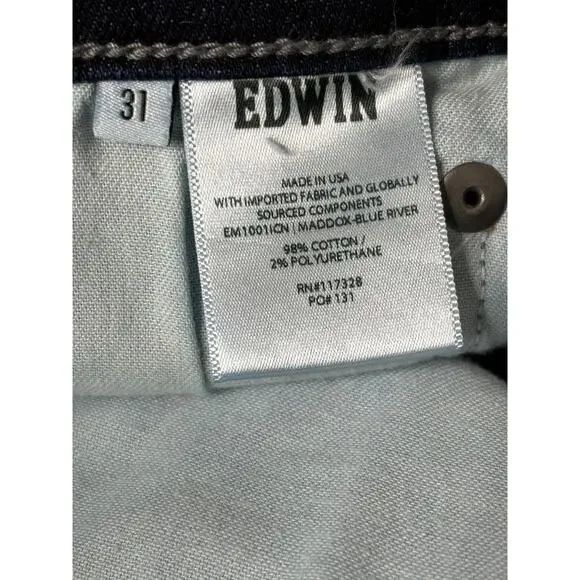 31
EDWIN
MADE IN USA
WITH IMPORTED FABRIC AND GLOBALLY
SOURCED COMPONENTS
EM1001ICN | MADDOX-BLUE RIVER
98% COTTON /
2% POLYURETHANE
RN#117328
PO# 131